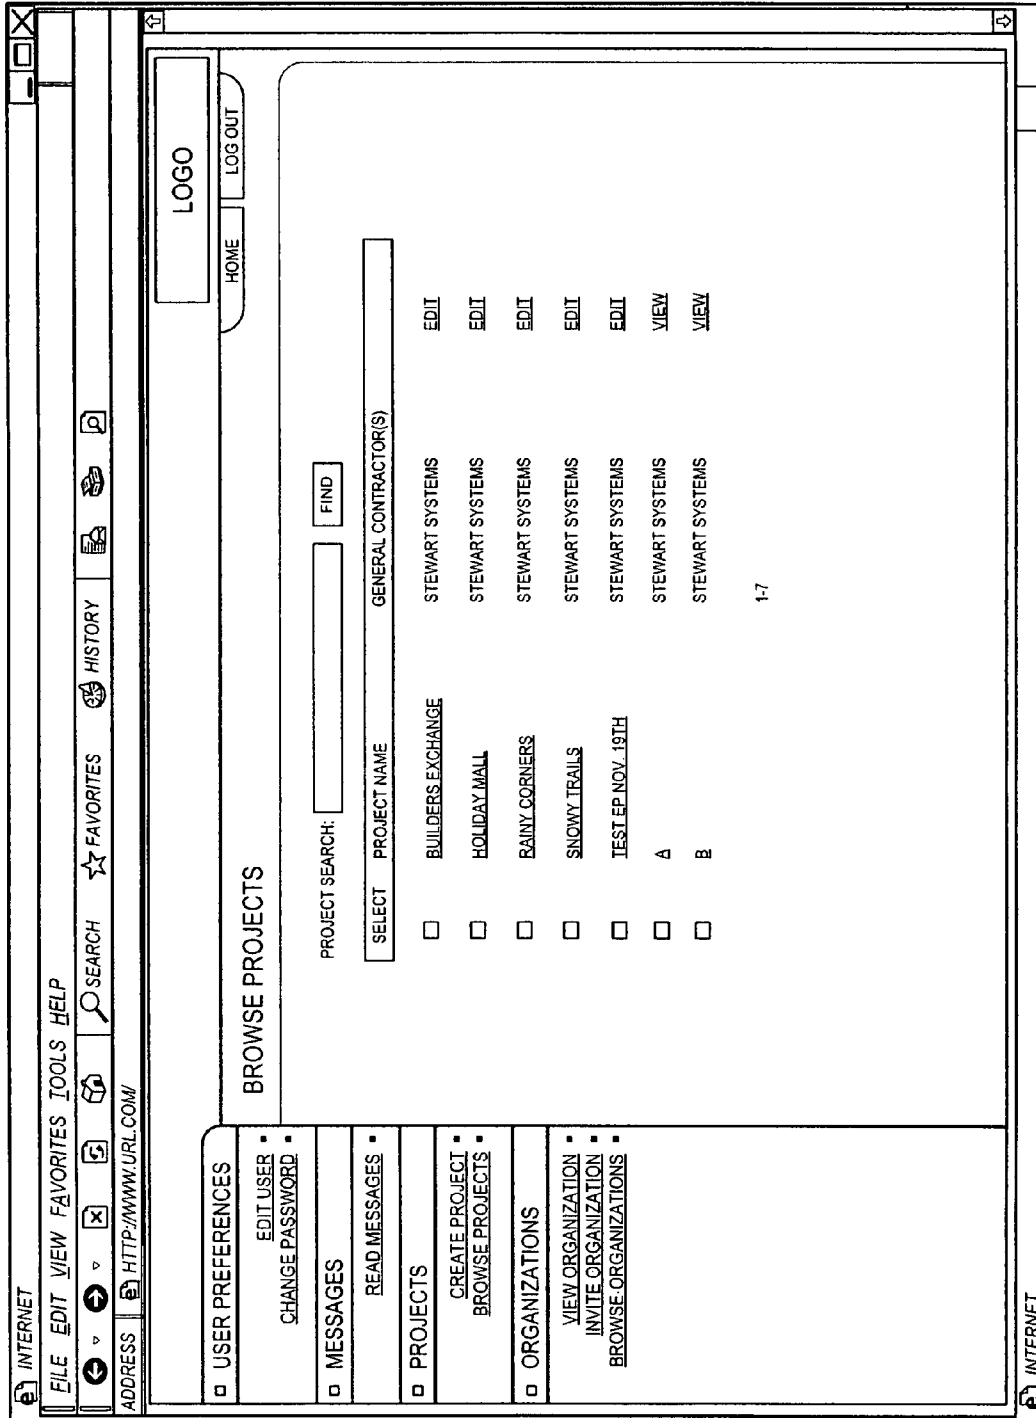 INTERNET
FILE EDIT VIEW FAVORITES TOOLS HELP
SEARCH FAVORITES HISTORY
ADDRESS HTTP://WWW.URL.COM/
LOGO
HOME LOG OUT
USER PREFERENCES
EDIT USER
CHANGE PASSWORD
MESSAGES
READ MESSAGES
PROJECTS
CREATE PROJECT
BROWSE PROJECTS
ORGANIZATIONS
VIEW ORGANIZATION
INVITE ORGANIZATION
BROWSE ORGANIZATIONS
BROWSE PROJECTS
PROJECT SEARCH: FIND
SELECT PROJECT NAME GENERAL CONTRACTOR(S)
BUILDERS EXCHANGE STEWART SYSTEMS EDIT
HOLIDAY MALL STEWART SYSTEMS EDIT
RAINY CORNERS STEWART SYSTEMS EDIT
SNOWY TRAILS STEWART SYSTEMS EDIT
TEST EP NOV. 19TH STEWART SYSTEMS EDIT
A STEWART SYSTEMS VIEW
B STEWART SYSTEMS VIEW
1-7
INTERNET